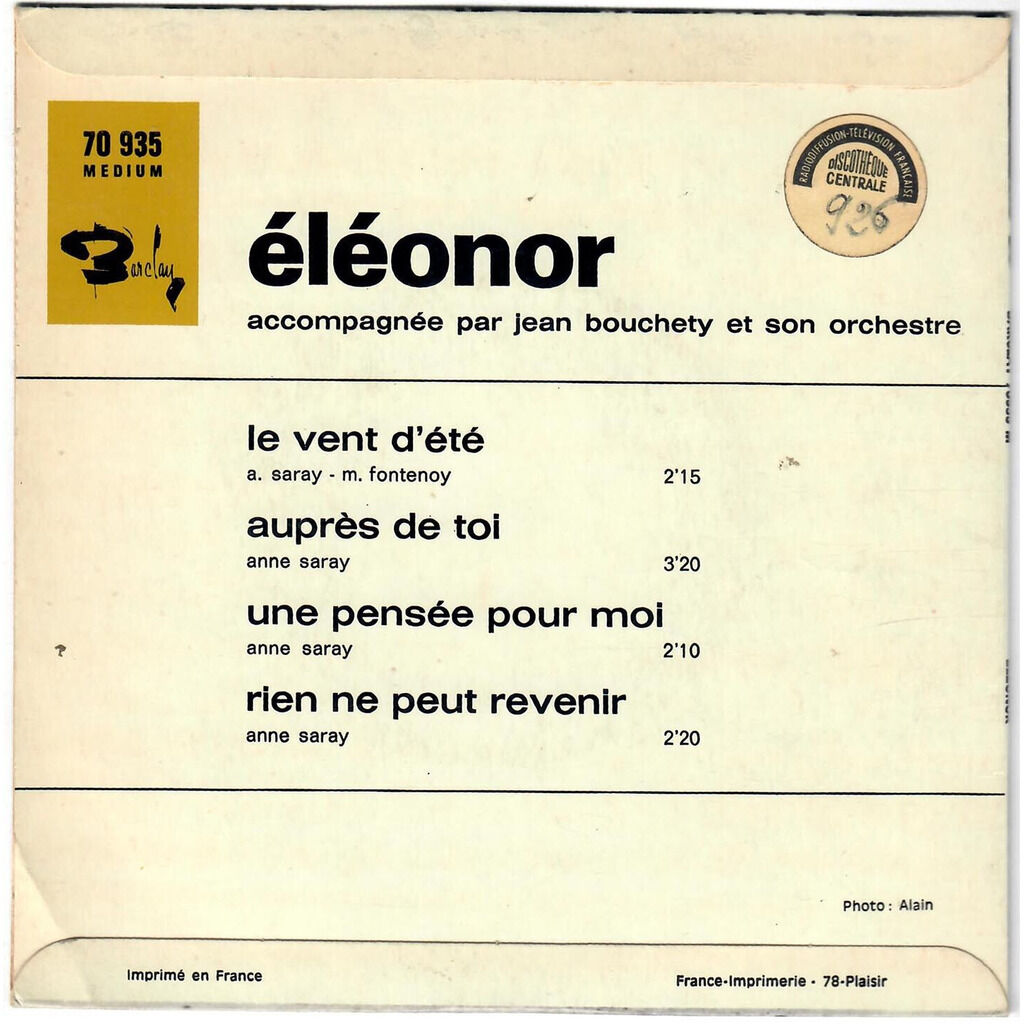 70 935
MEDIUM
Barclay
RADIODIFFUSION-TÉLÉVISION FRANÇAISE
DISCOTHÈQUE
CENTRALE
926
éléonor
accompagnée par jean bouchety et son orchestre
le vent d'été
a. saray - m. fontenoy 2'15
auprès de toi
anne saray 3'20
une pensée pour moi
anne saray 2'10
rien ne peut revenir
anne saray 2'20
Photo : Alain
Imprimé en France
France-Imprimerie - 78-Plaisir